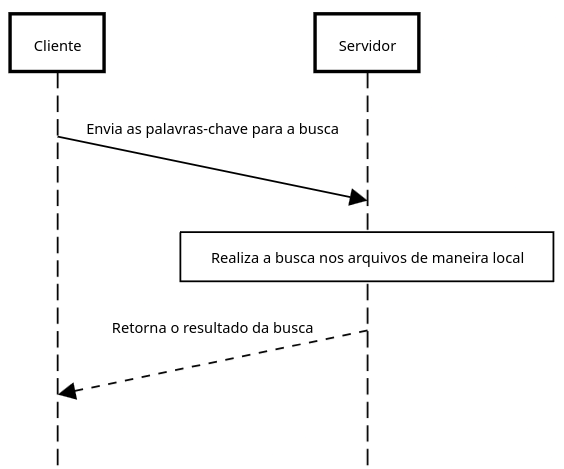 Cliente
Servidor
Envia as palavras-chave para a busca
Realiza a busca nos arquivos de maneira local
Retorna o resultado da busca